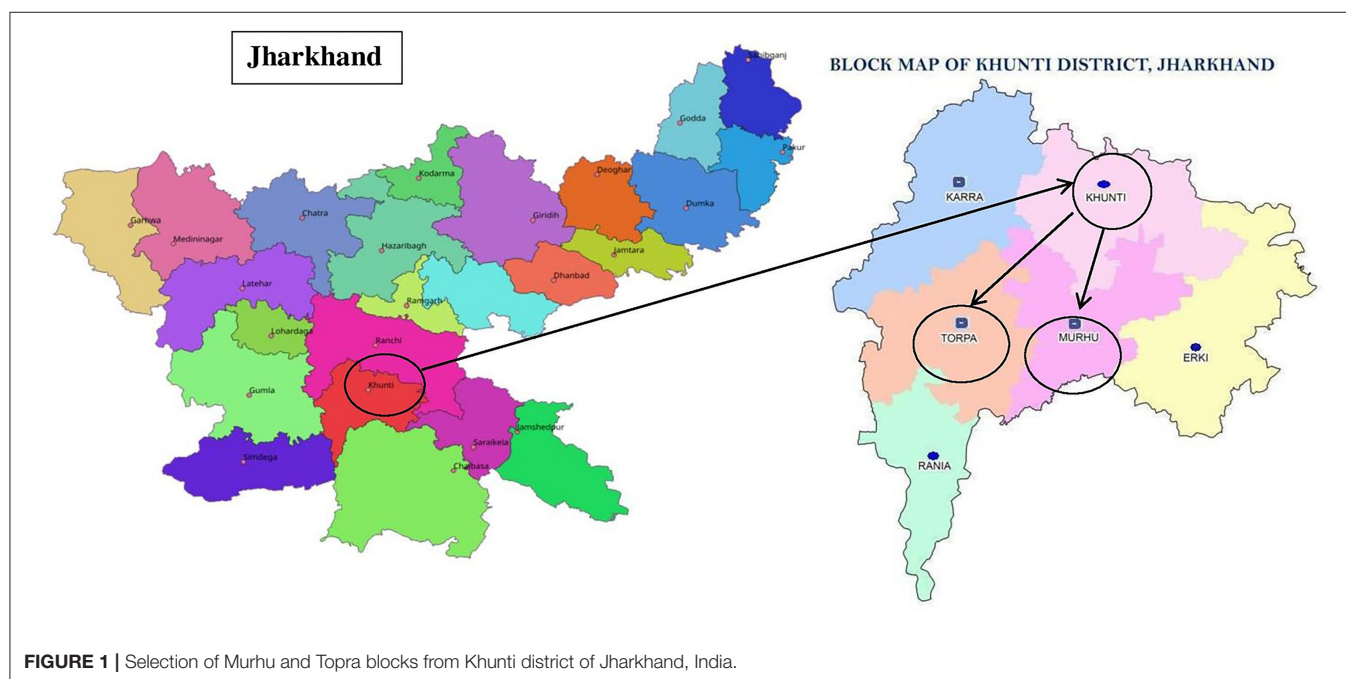 Jharkhand
BLOCK MAP OF KHUNTI DISTRICT, JHARKHAND
Sahibganj
Godda
Pakur
Kodarma
Deoghar
Dumka
Garhwa
Chatra
Giridih
Medininagar
Hazaribagh
Jamtara
Dhanbad
Latehar
Ramgarh
Lohardaga
Ranchi
Khunti
Gumla
Jamshedpur
Saraikela
Simdega
Chaibasa
KARRA
KHUNTI
TORPA
MURHU
ERKI
RANIA
FIGURE 1 | Selection of Murhu and Topra blocks from Khunti district of Jharkhand, India.